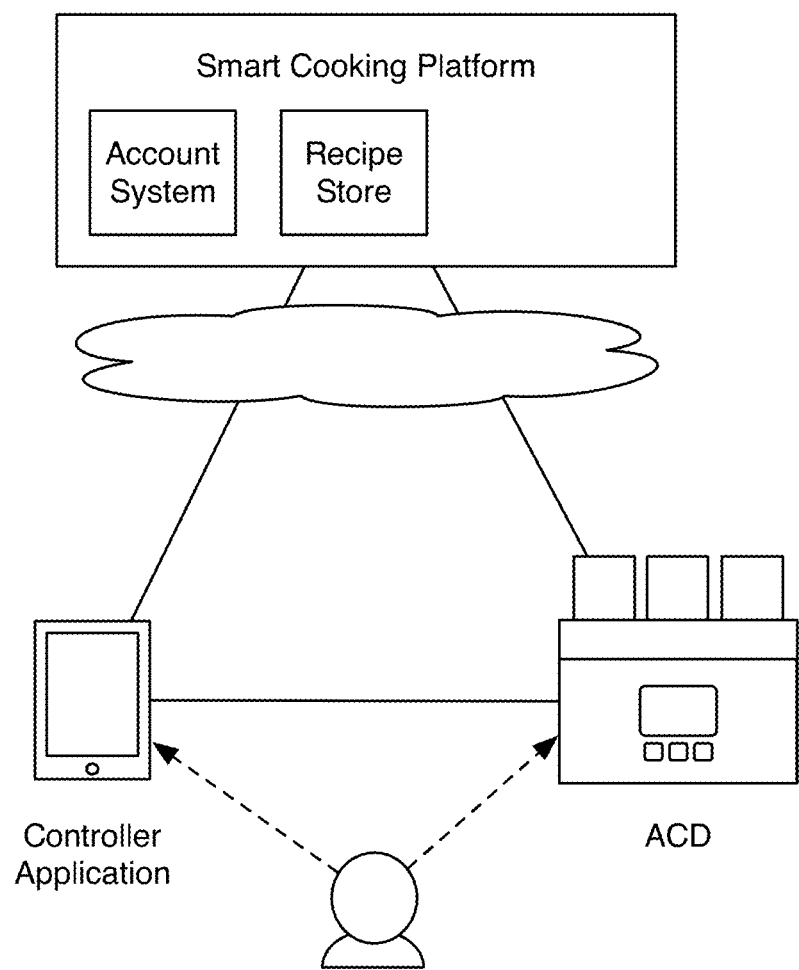 Smart Cooking Platform
Account
System
Recipe
Store
Controller
Application
ACD